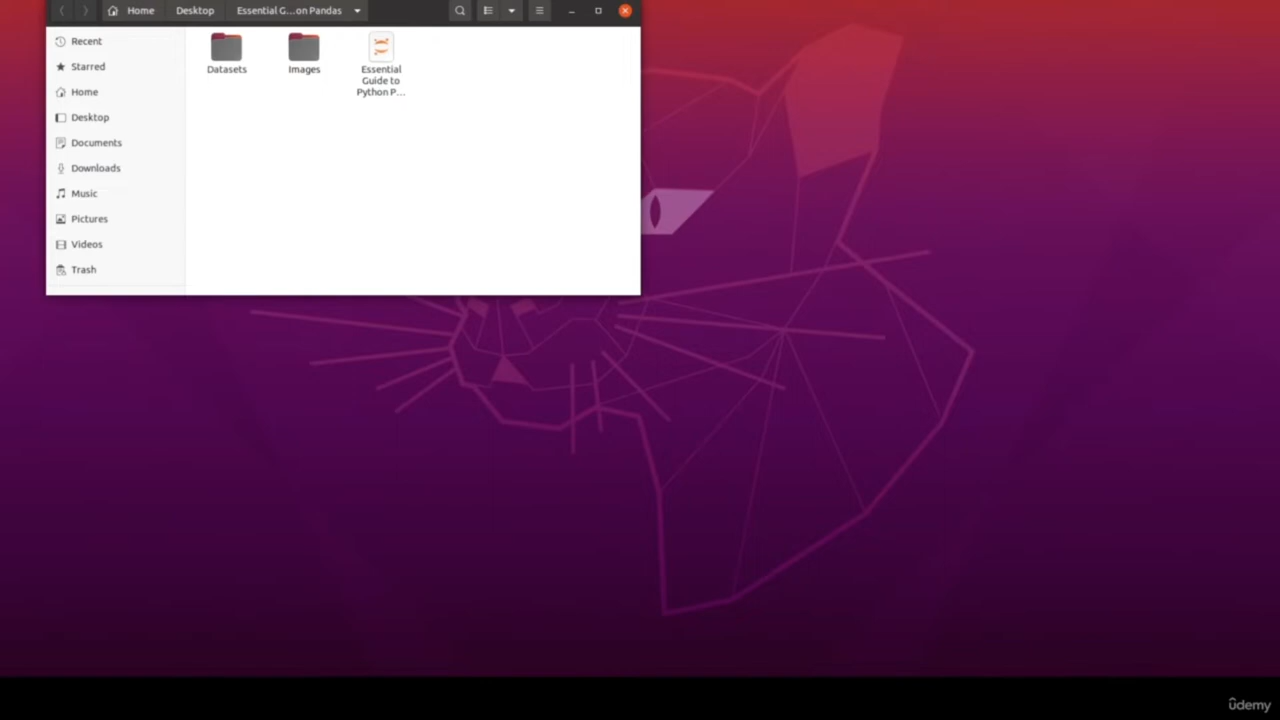 Home Desktop Essential G...on Pandas
Recent
Starred
Home
Desktop
Documents
Downloads
Music
Pictures
Videos
Trash
Datasets
Images
Essential
Guide to
Python P...
ûdemy